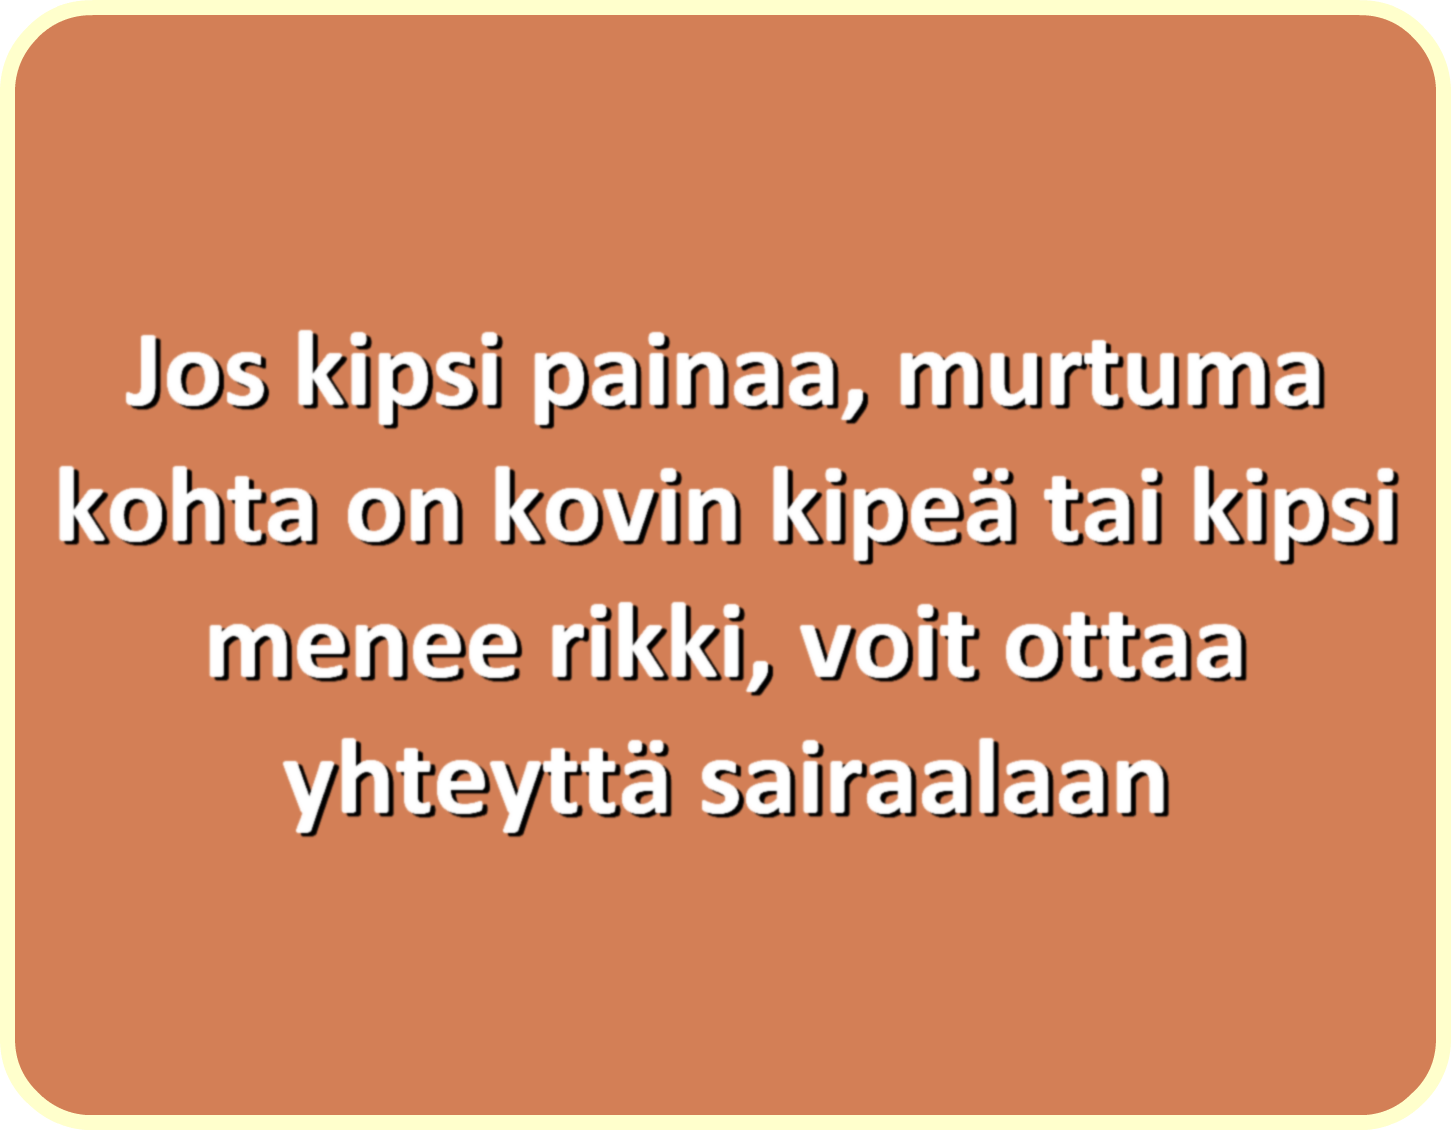 Jos kipsi painaa, murtuma
kohta on kovin kipeä tai kipsi
menee rikki, voit ottaa
yhteyttä sairaalaan